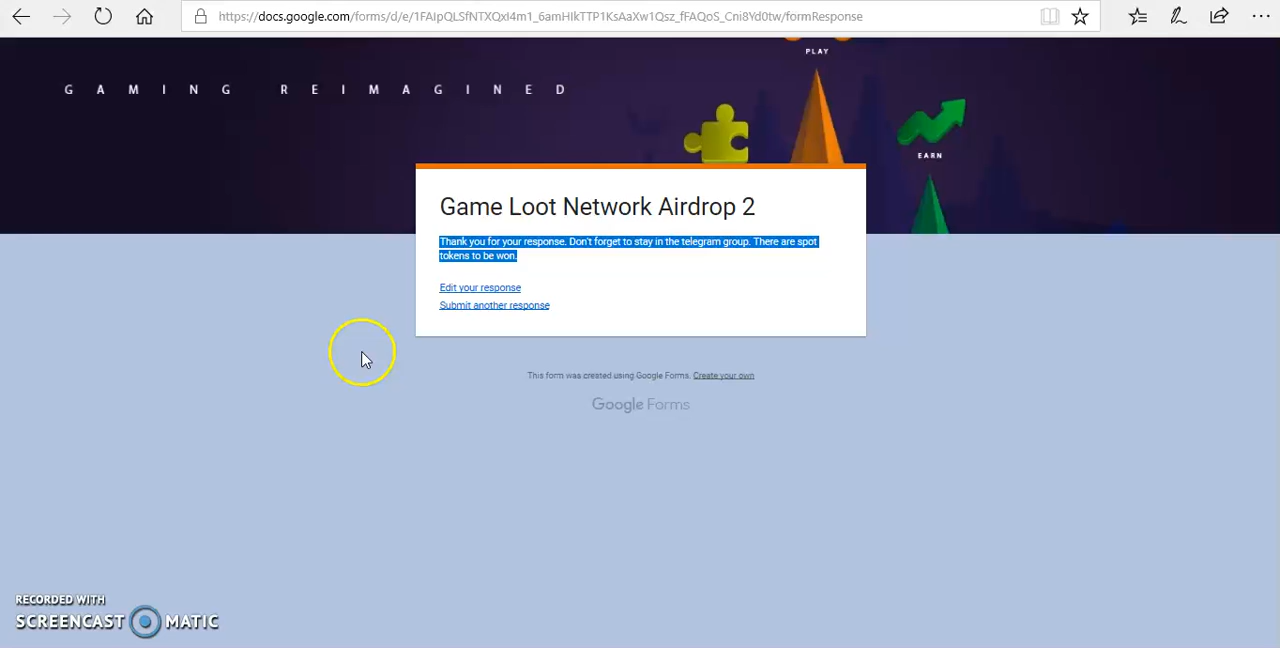 https://docs.google.com/forms/d/e/1FAIpQLSfNTXQxI4m1_6amHIkTTP1KsAaXw1Qsz_fFAQoS_Cni8Yd0tw/formResponse
PLAY
GAMING REIMAGINED
EARN
Game Loot Network Airdrop 2
Thank you for your response. Don't forget to stay in the telegram group. There are spot
tokens to be won.
Edit your response
Submit another response
This form was created using Google Forms. Create your own
Google Forms
RECORDED WITH
SCREENCAST MATIC